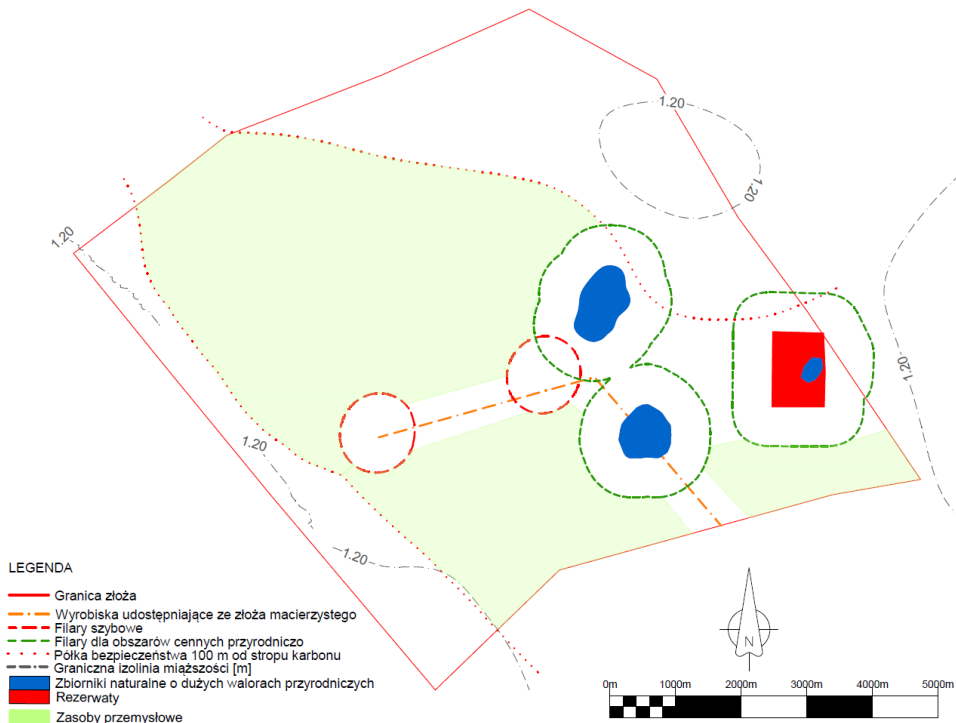 1.20
1.20
1.20
1.20
1.20
-1.20
LEGENDA
Granica złoża
Wyrobiska udostępniające ze złoża macierzystego
Filary szybowe
Filary dla obszarów cennych przyrodniczo
Półka bezpieczeństwa 100 m od stropu karbonu
Graniczna izolinia miąższości [m]
Zbiorniki naturalne o dużych walorach przyrodniczych
Rezerwaty
Zasoby przemysłowe
N
0m 1000m 2000m 3000m 4000m 5000m